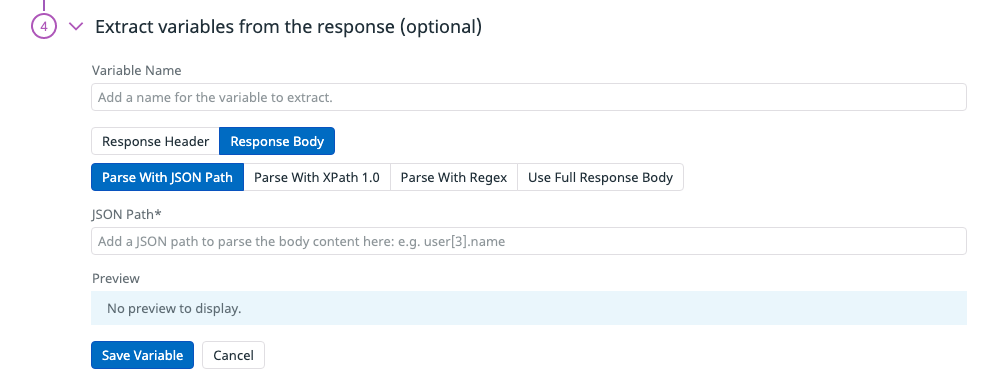 4 Extract variables from the response (optional)
Variable Name
Add a name for the variable to extract.
Response Header Response Body
Parse With JSON Path Parse With XPath 1.0 Parse With Regex Use Full Response Body
JSON Path*
Add a JSON path to parse the body content here: e.g. user[3].name
Preview
No preview to display.
Save Variable Cancel